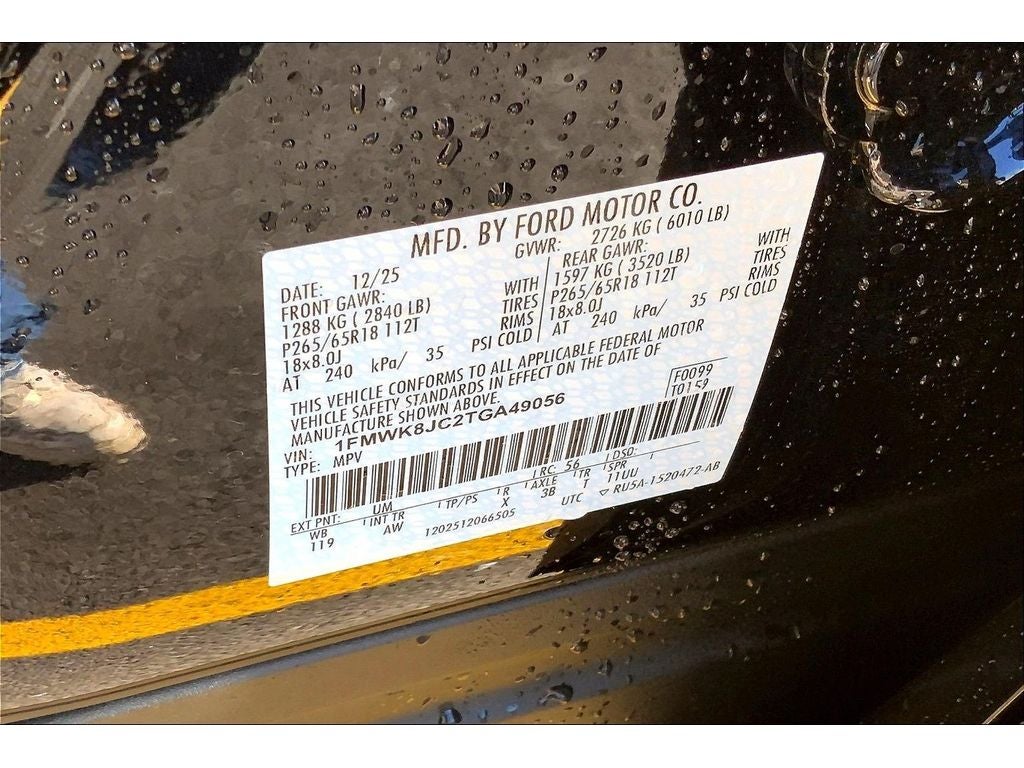 MFD. BY FORD MOTOR CO.
DATE: 12/25 GVWR: 2726 KG ( 6010 LB)
FRONT GAWR: REAR GAWR:
1288 KG ( 2840 LB) WITH 1597 KG ( 3520 LB) WITH
P265/65R18 112T TIRES P265/65R18 112T TIRES
18x8.0J RIMS 18x8.0J RIMS
AT 240 kPa/ 35 PSI COLD AT 240 kPa/ 35 PSI COLD
THIS VEHICLE CONFORMS TO ALL APPLICABLE FEDERAL MOTOR
VEHICLE SAFETY STANDARDS IN EFFECT ON THE DATE OF
MANUFACTURE SHOWN ABOVE. F0099
VIN: 1FMWK8JC2TGA49056 T0159
TYPE: MPV
EXT PNT: UM RC: 56 DSO:
WB INT TR TP/PS R AXLE TR SPR
119 AW X 3B T 11UU
1202512066505 UTC ▽ RU5A-1520472-AB